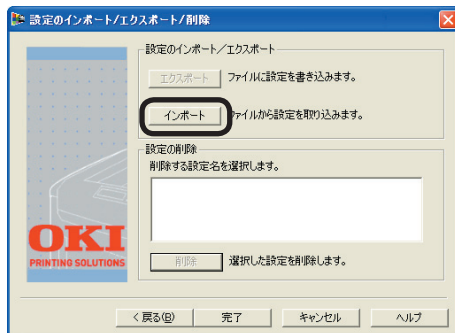 設定のインポート/エクスポート/削除
設定のインポート/エクスポート
エクスポート ファイルに設定を書き込みます。
インポート ファイルから設定を取り込みます。
設定の削除
削除する設定名を選択します。
OKI
PRINTING SOLUTIONS
削除 選択した設定を削除します。
< 戻る(B) 完了 キャンセル ヘルプ